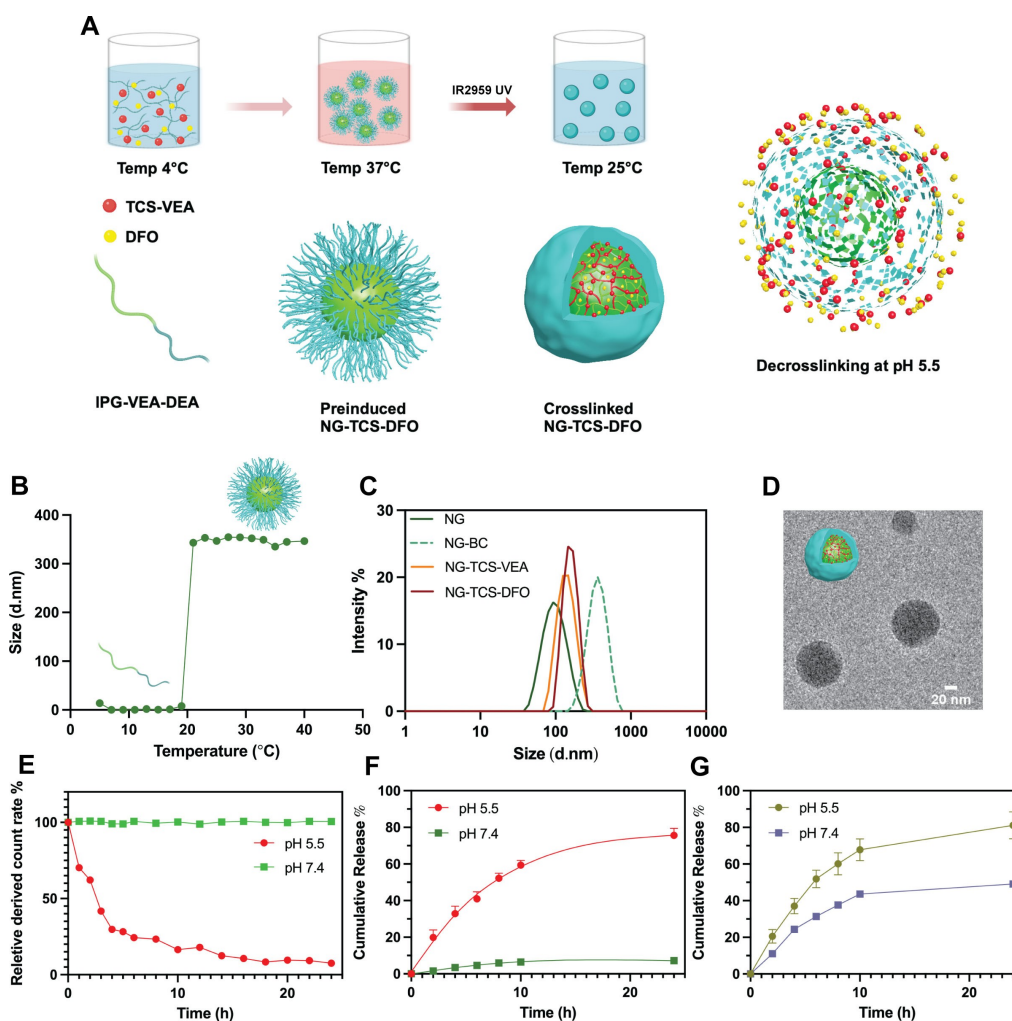 A
IR2959 UV
Temp 4°C
Temp 37°C
Temp 25°C
TCS-VEA
DFO
IPG-VEA-DEA
Preinduced
NG-TCS-DFO
Crosslinked
NG-TCS-DFO
Decrosslinking at pH 5.5
B
400
300
200
100
0
Size (d.nm)
0 10 20 30 40 50
Temperature (°C)
C
30
20
10
0
Intensity %
NG
NG-BC
NG-TCS-VEA
NG-TCS-DFO
1 10 100 1000 10000
Size (d.nm)
D
20 nm
E
100
50
0
Reletive derived count rate %
pH 5.5
pH 7.4
0 10 20
Time (h)
F
100
80
60
40
20
0
Cumulative Release %
pH 5.5
pH 7.4
0 10 20
Time (h)
G
100
80
60
40
20
0
Cumulative Release %
pH 5.5
pH 7.4
0 10 20
Time (h)